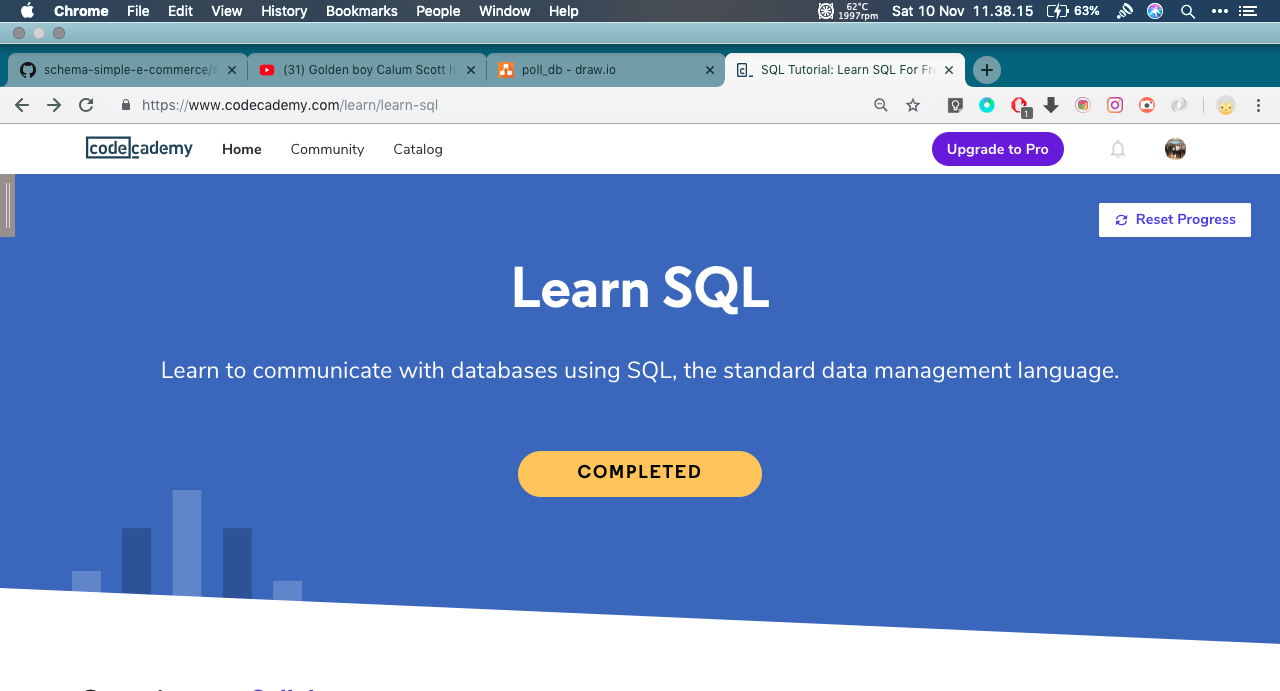 Chrome File Edit View History Bookmarks People Window Help 62°C 1997rpm Sat 10 Nov 11.38.15 63%
schema-simple-e-commerce/s (31) Golden boy Calum Scott h poll_db - draw.io SQL Tutorial: Learn SQL For Fre
https://www.codecademy.com/learn/learn-sql 1
codecademy Home Community Catalog Upgrade to Pro
Reset Progress
Learn SQL
Learn to communicate with databases using SQL, the standard data management language.
COMPLETED